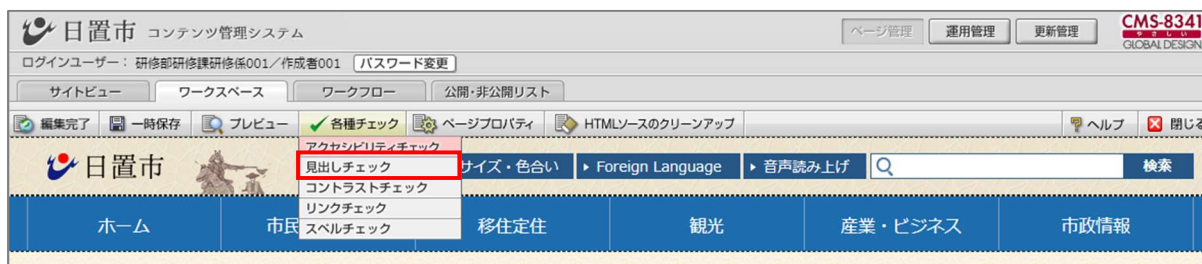 日置市 コンテンツ管理システム ページ管理 運用管理 更新管理 CMS-8341
やさしい
GLOBAL DESIGN
ログインユーザー： 研修部研修課研修係001／作成者001 パスワード変更
サイトビュー ワークスペース ワークフロー 公開・非公開リスト
編集完了 一時保存 プレビュー 各種チェック ページプロパティ HTMLソースのクリーンアップ ヘルプ 閉じる
アクセシビリティチェック
日置市 見出しチェック サイズ・色合い Foreign Language 音声読み上げ 検索
コントラストチェック
リンクチェック
ホーム 市民 スペルチェック 移住定住 観光 産業・ビジネス 市政情報